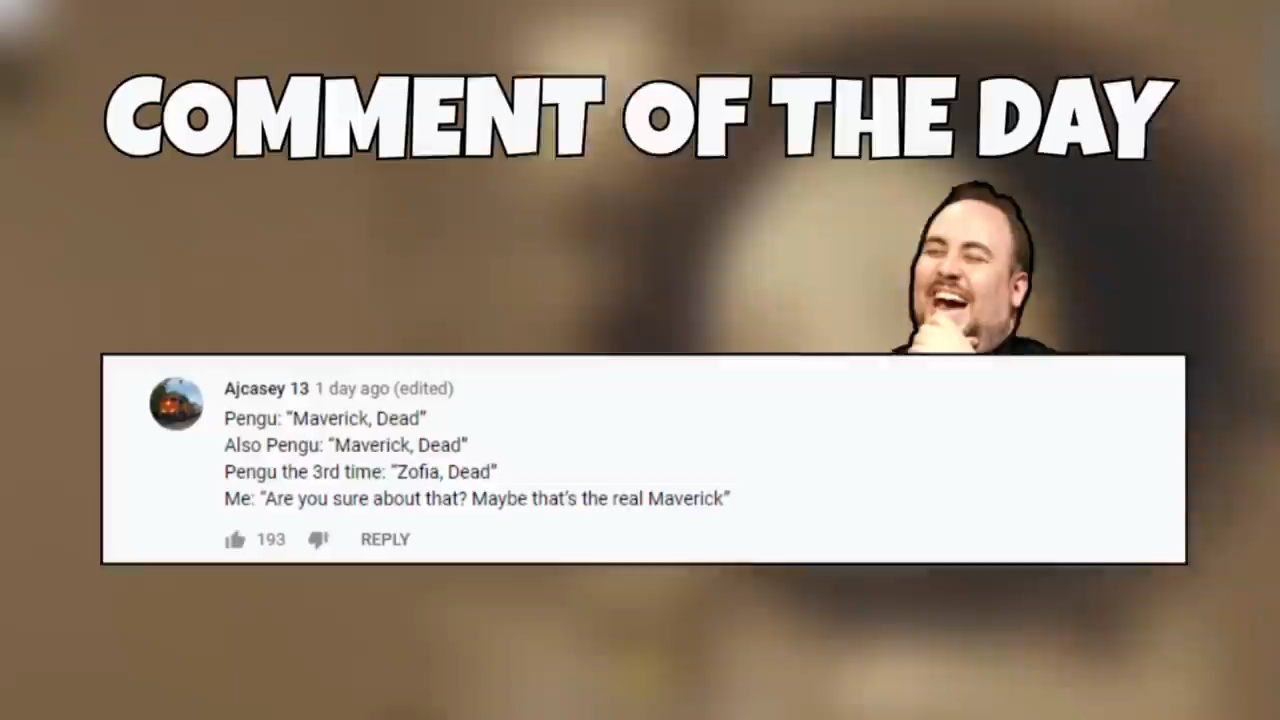 COMMENT OF THE DAY
Ajcasey 13 1 day ago (edited)
Pengu: “Maverick, Dead”
Also Pengu: “Maverick, Dead”
Pengu the 3rd time: “Zofia, Dead”
Me: “Are you sure about that? Maybe that’s the real Maverick”
193 REPLY